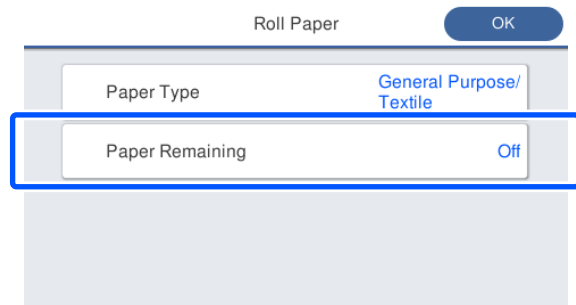 Roll Paper
OK
Paper Type
General Purpose/
Textile
Paper Remaining
Off